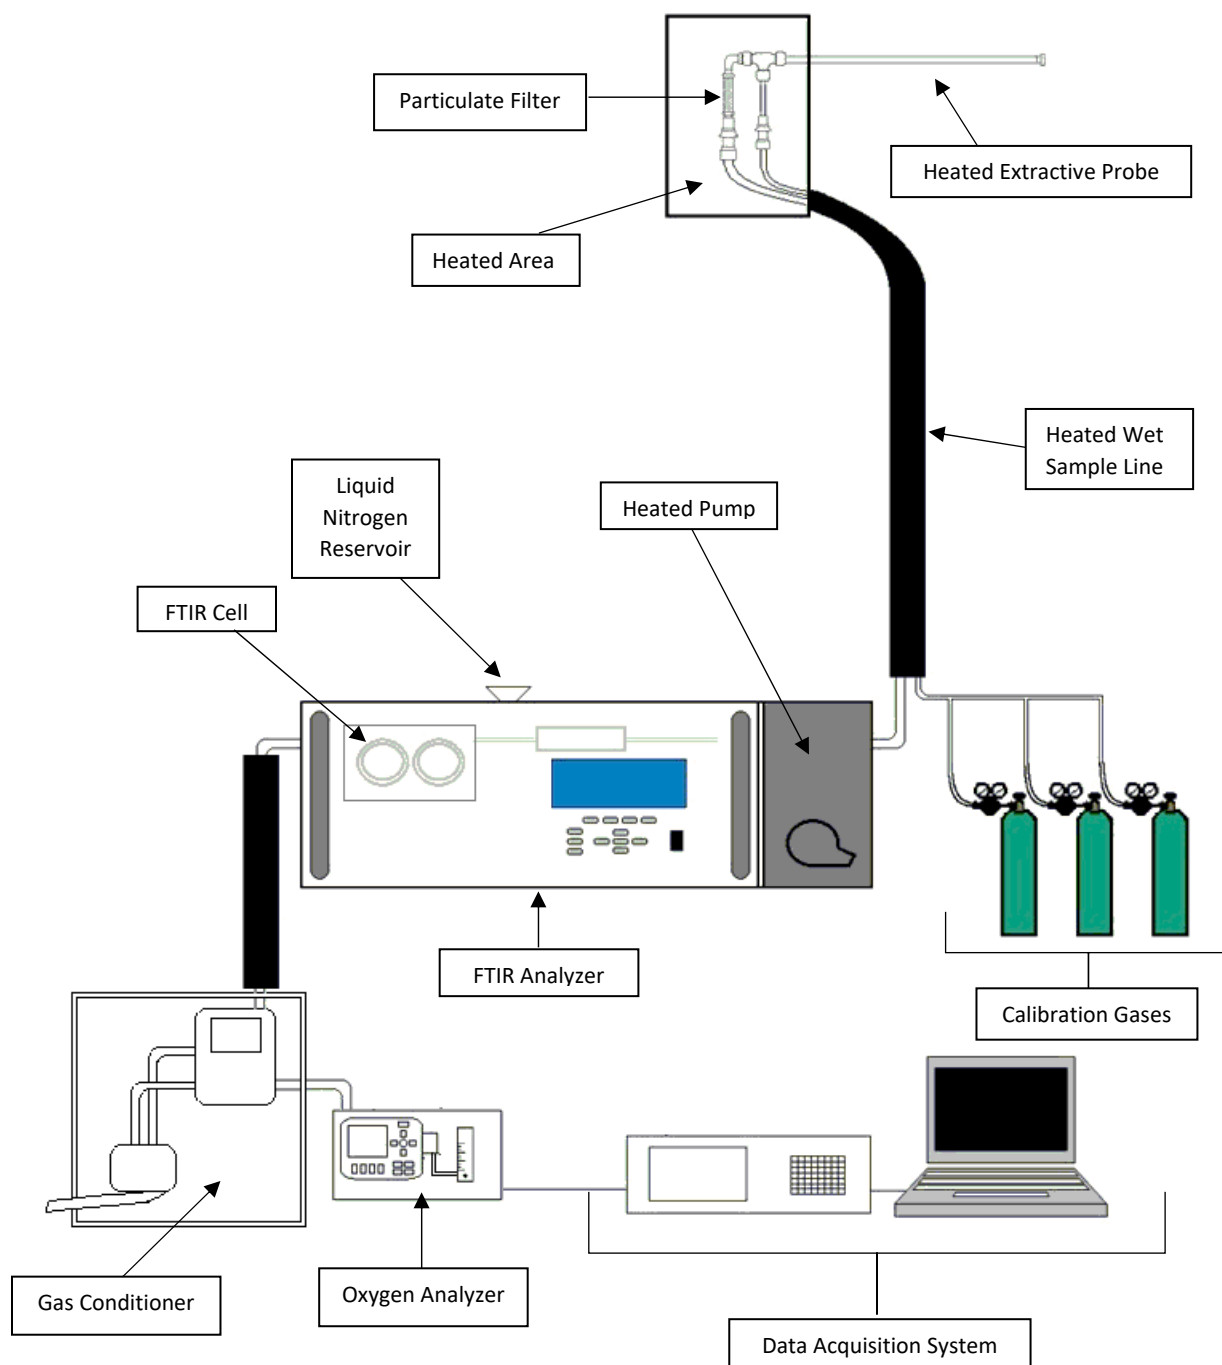 Particulate Filter
Heated Extractive Probe
Heated Area
Heated Wet
Sample Line
Liquid
Nitrogen
Reservoir
Heated Pump
FTIR Cell
FTIR Analyzer
Calibration Gases
Gas Conditioner
Oxygen Analyzer
Data Acquisition System